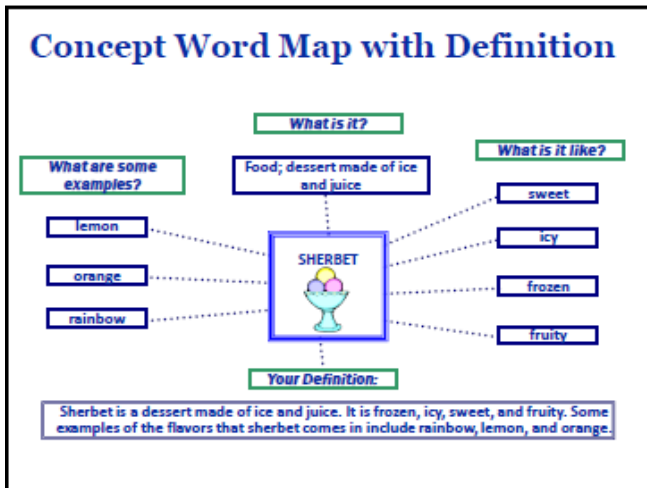 Concept Word Map with Definition
What is it?
What are some
examples?
Food; dessert made of ice
and juice
What is it like?
lemon
orange
rainbow
SHERBET
sweet
icy
frozen
fruity
Your Definition:
Sherbet is a dessert made of ice and juice. It is frozen, icy, sweet, and fruity. Some
examples of the flavors that sherbet comes in include rainbow, lemon, and orange.